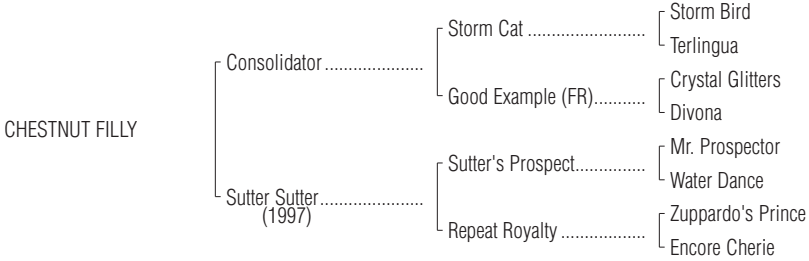 Storm Bird
Storm Cat ........................
Terlingua
Consolidator .....................
Crystal Glitters
Good Example (FR)...........
Divona
CHESTNUT FILLY
Mr. Prospector
Sutter's Prospect...............
Water Dance
Sutter Sutter......................
(1997)
Zuppardo's Prince
Repeat Royalty ..................
Encore Cherie